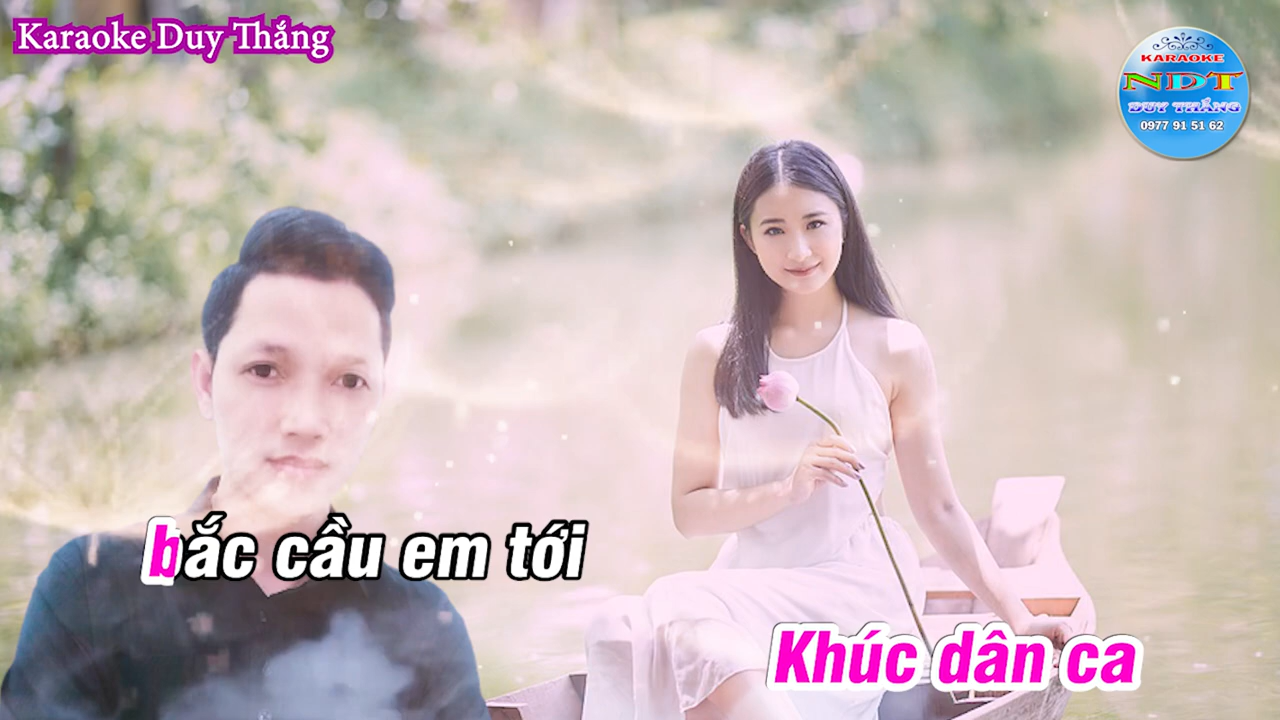 Karaoke Duy Thắng
KARAOKE
NDT
DUY THẮNG
0977 91 51 62
bắc cầu em tới
Khúc dân ca